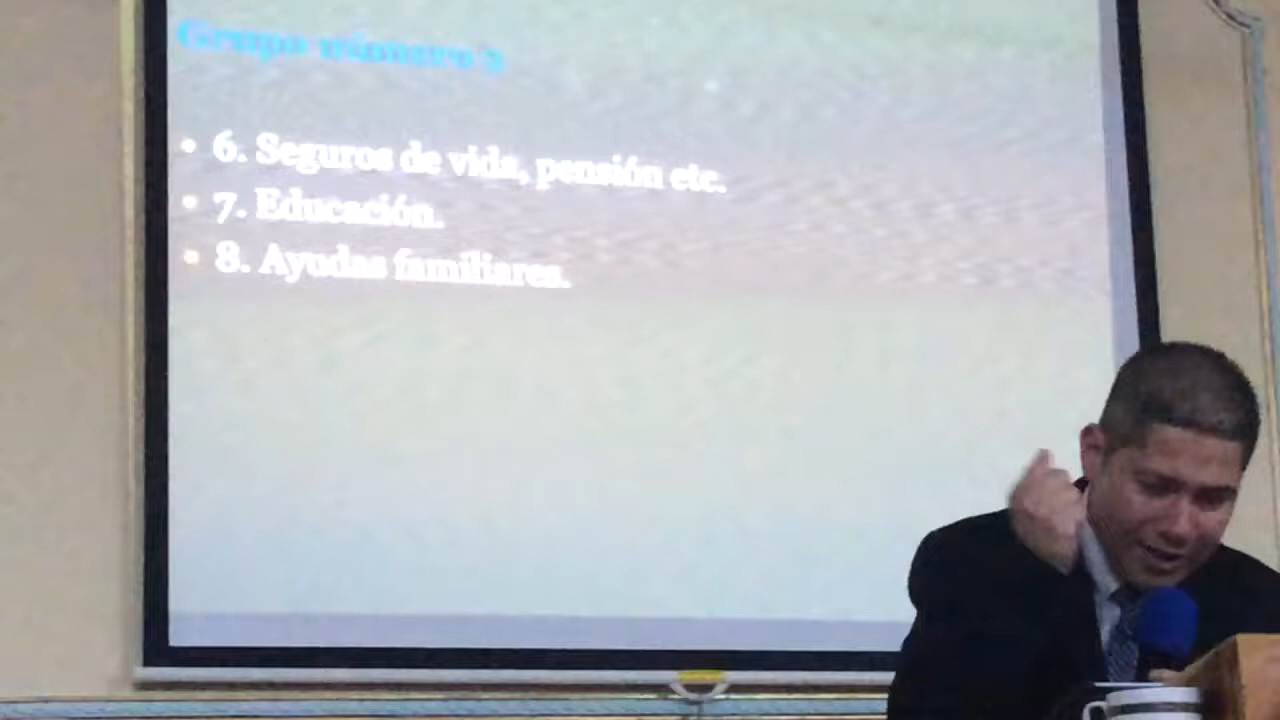 Grupo número 2
• 6. Seguros de vida, pensión etc.
• 7. Educación.
• 8. Ayudas familiares.